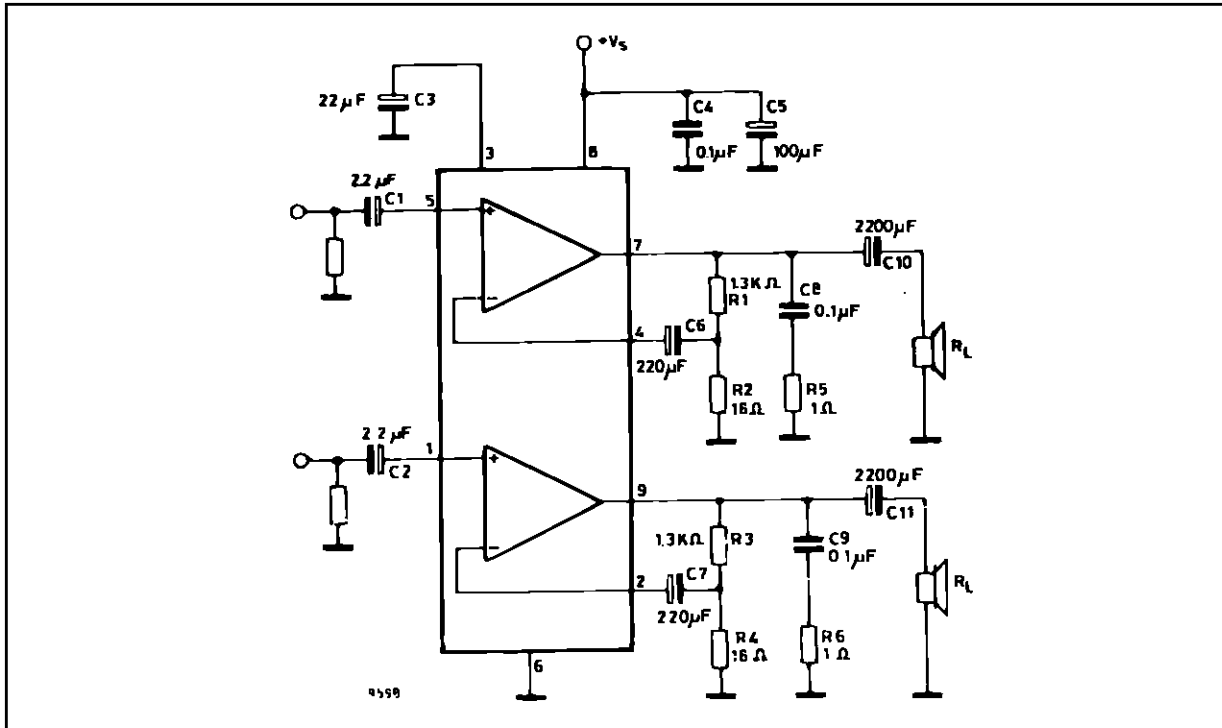 +Vs
22µF
C3
C4
0.1µF
C5
100µF
3
8
2.2µF
C1
5
+
−
7
2200µF
C10
1.3KΩ
R1
C8
0.1µF
4
C6
220µF
R2
16Ω
R5
1Ω
RL
2.2µF
C2
1
+
−
9
2200µF
C11
1.3KΩ
R3
C9
0.1µF
2
C7
220µF
R4
16Ω
R6
1Ω
RL
6